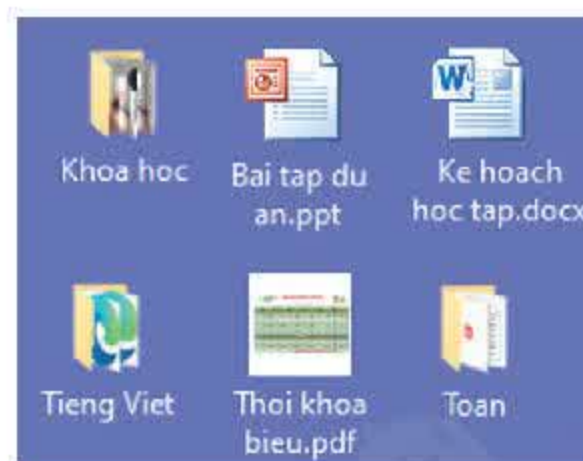 Khoa hoc
Bai tap du
an.ppt
Ke hoach
hoc tap.docx
Tieng Viet
Thoi khoa
bieu.pdf
Toan